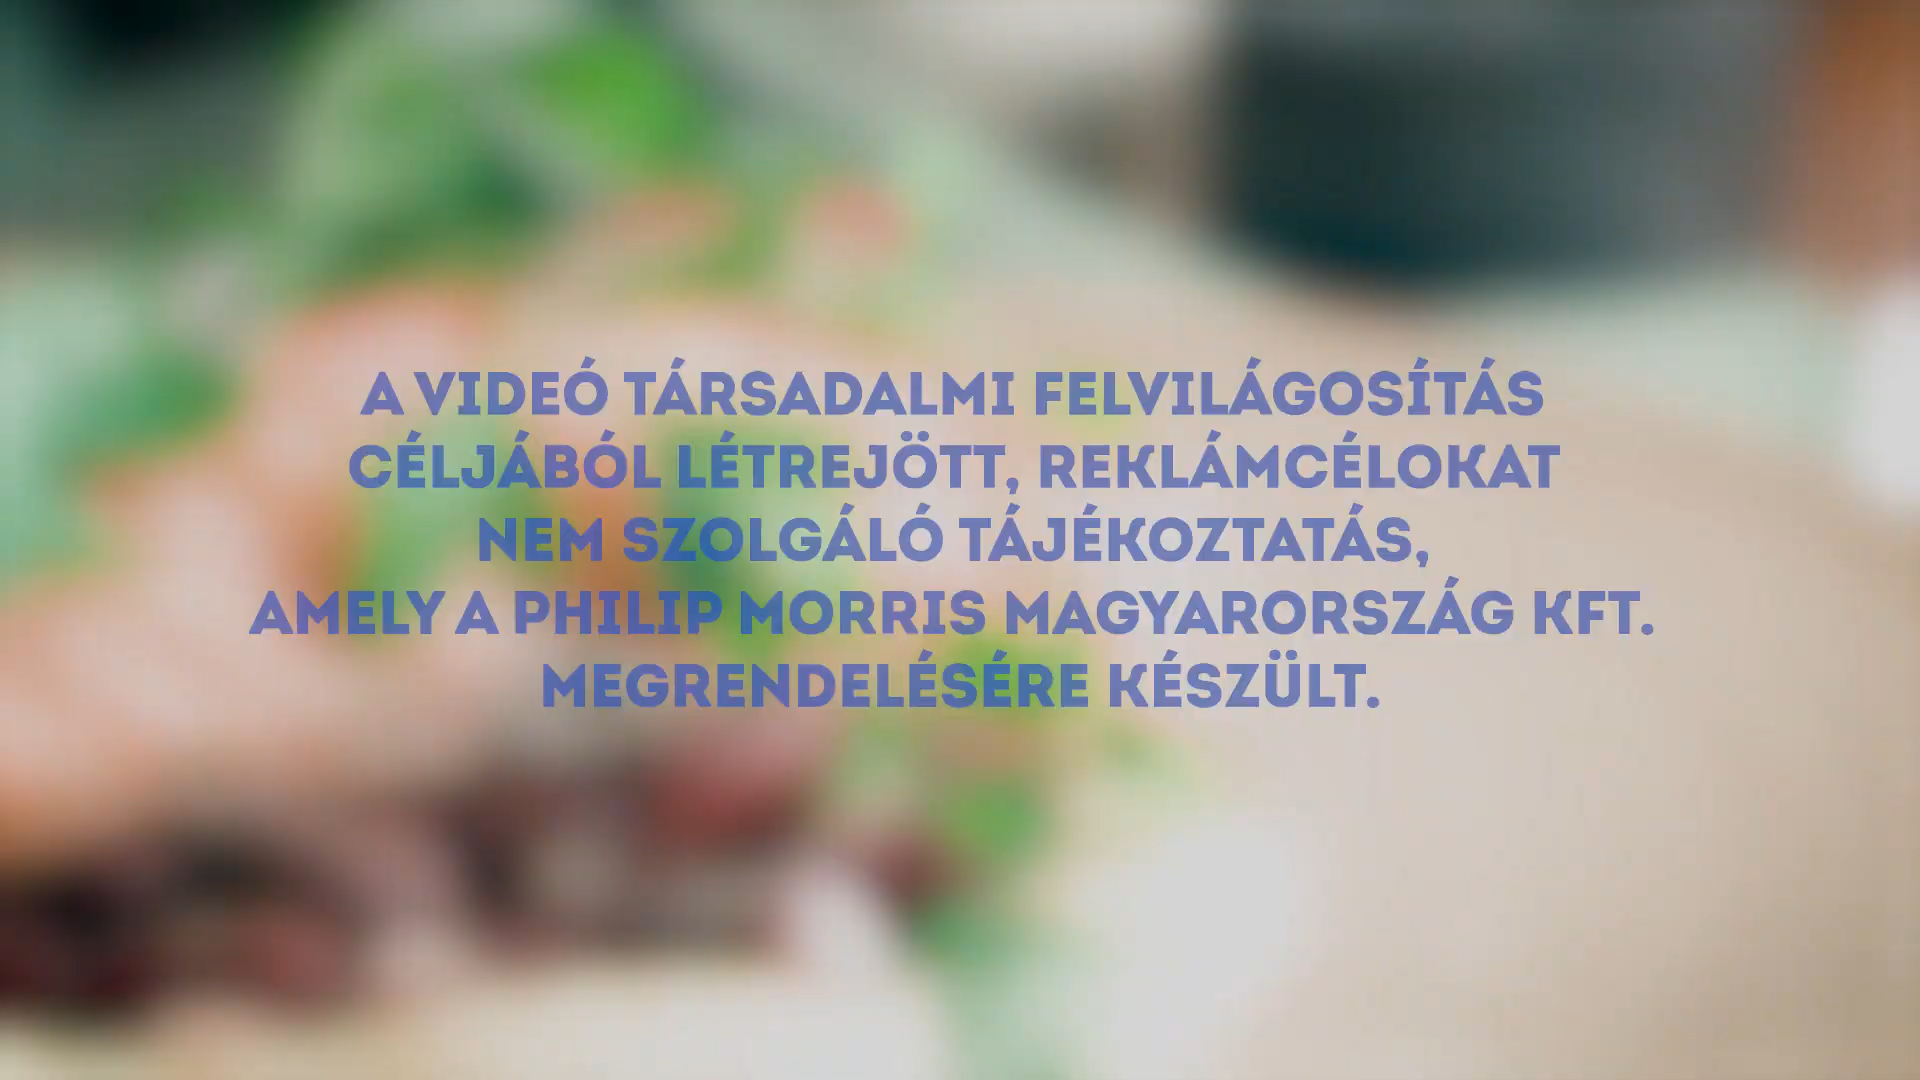 A VIDEÓ TÁRSADALMI FELVILÁGOSÍTÁS
CÉLJÁBÓL LÉTREJÖTT, REKLÁMCÉLOKAT
NEM SZOLGÁLÓ TÁJÉKOZTATÁS,
AMELY A PHILIP MORRIS MAGYARORSZÁG KFT.
MEGRENDELÉSÉRE KÉSZÜLT.